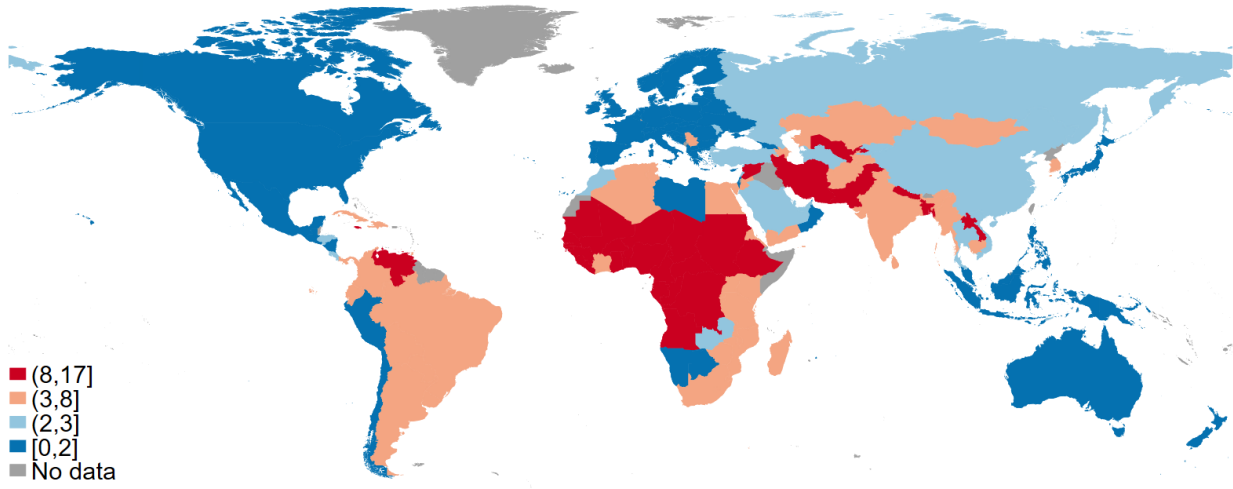 (8,17]
(3,8]
(2,3]
[0,2]
No data